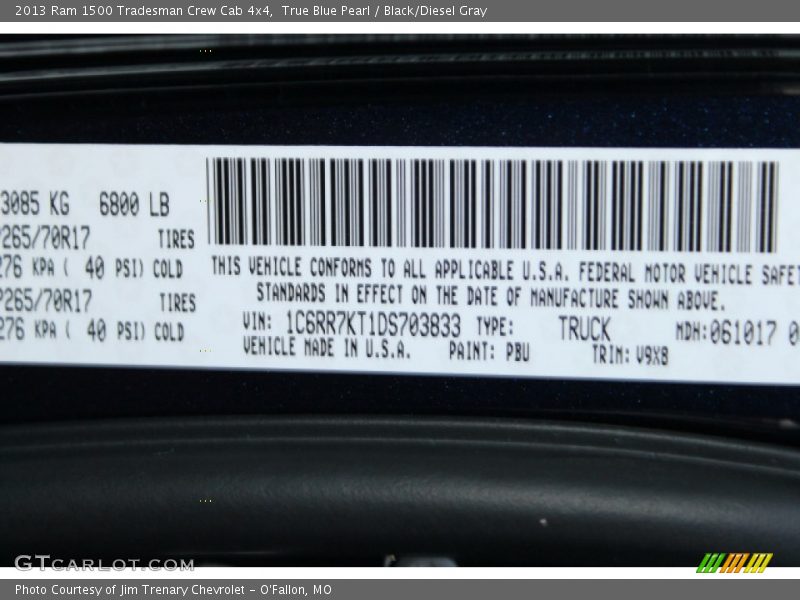 2013 Ram 1500 Tradesman Crew Cab 4x4,  True Blue Pearl / Black/Diesel Gray
3085 KG 6800 LB
P265/70R17 TIRES
276 KPA ( 40 PSI) COLD
P265/70R17 TIRES
276 KPA ( 40 PSI) COLD
THIS VEHICLE CONFORMS TO ALL APPLICABLE U.S.A. FEDERAL MOTOR VEHICLE SAFET
STANDARDS IN EFFECT ON THE DATE OF MANUFACTURE SHOWN ABOVE.
VIN: 1C6RR7KT1DS703833 TYPE: TRUCK MDH:061017 0
VEHICLE MADE IN U.S.A. PAINT: PBU TRIM: V9X8
GTCARLOT.COM
Photo Courtesy of Jim Trenary Chevrolet - O'Fallon, MO